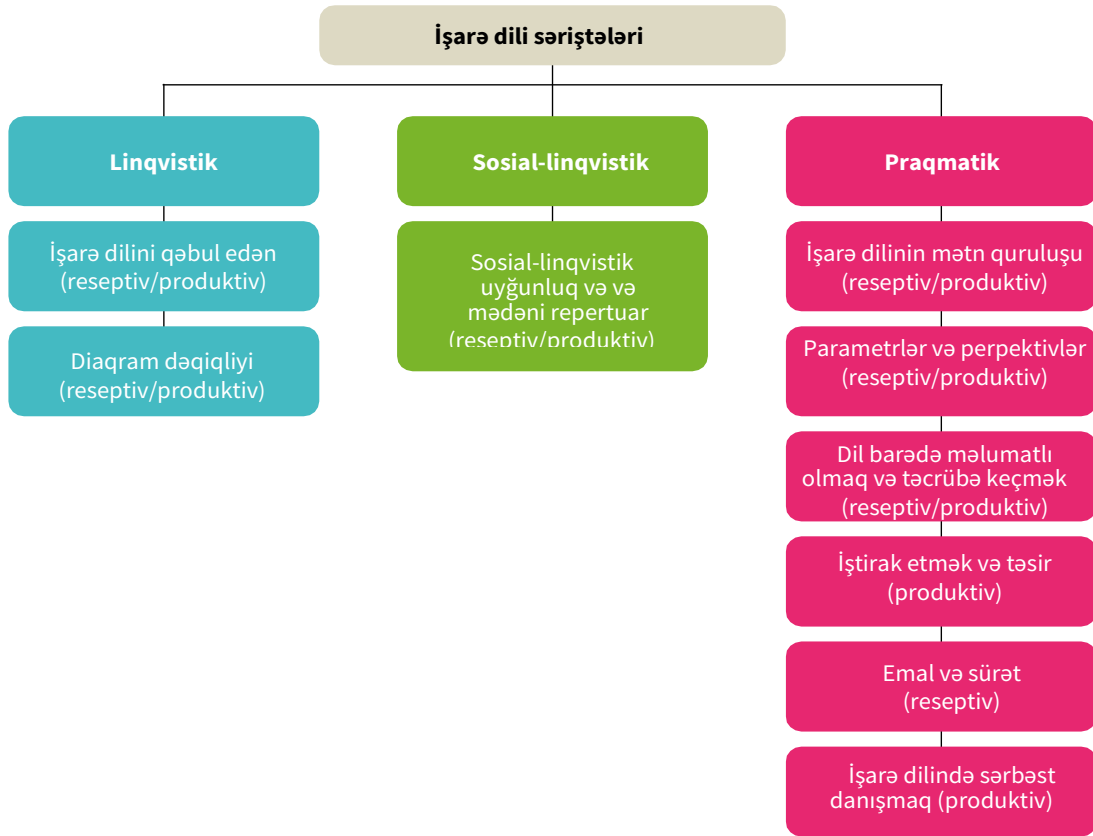 İşarə dili səriştələri
Linqvistik
İşarə dilini qəbul edən
(reseptiv/produktiv)
Diaqram dəqiqliyi
(reseptiv/produktiv)
Sosial-linqvistik
Sosial-linqvistik
uyğunluq və və
mədəni repertuar
(reseptiv/produktiv)
Praqmatik
İşarə dilinin mətn quruluşu
(reseptiv/produktiv)
Parametrlər və perpektivlər
(reseptiv/produktiv)
Dil barədə məlumatlı
olmaq və təcrübə keçmək
(reseptiv/produktiv)
İştirak etmək və təsir
(produktiv)
Emal və sürət
(reseptiv)
İşarə dilində sərbəst
danışmaq (produktiv)